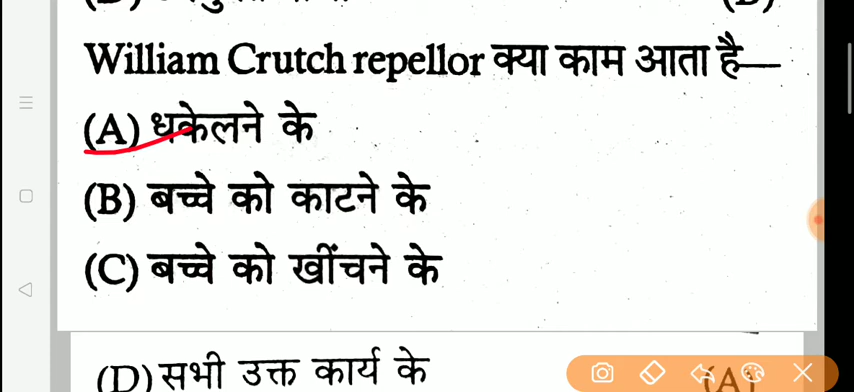 William Crutch repellor क्या काम आता है—
(A) धकेलने के
(B) बच्चे को काटने के
(C) बच्चे को खींचने के
(D) सभी उक्त कार्य के (A)